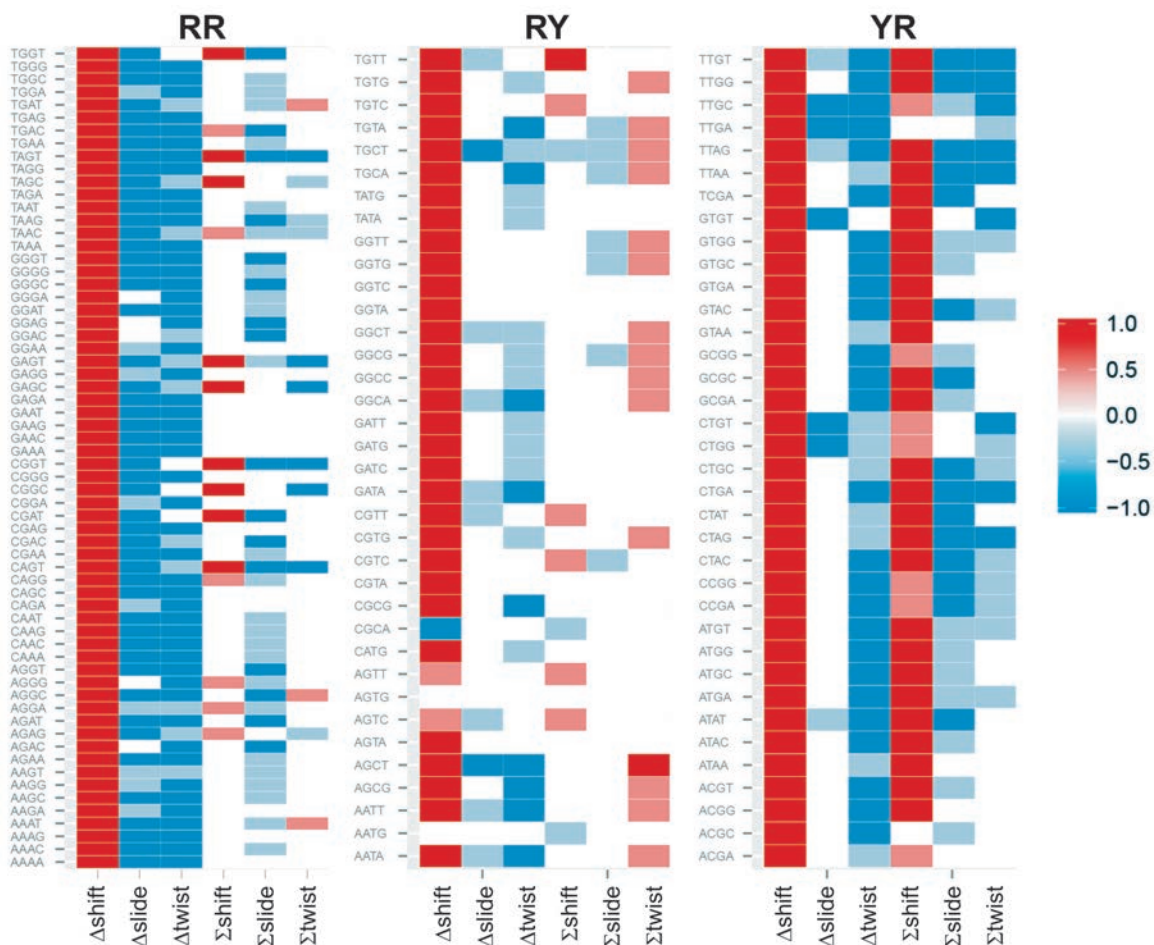 RR
RY
YR
TGGT
TGGG
TGGC
TGGA
TGAT
TGAG
TGAC
TGAA
TAGT
TAGG
TAGC
TAGA
TAAT
TAAG
TAAC
TAAA
GGGT
GGGG
GGGC
GGGA
GGAT
GGAG
GGAC
GGAA
GAGT
GAGG
GAGC
GAGA
GAAT
GAAG
GAAC
GAAA
CGGT
CGGG
CGGC
CGGA
CGAT
CGAG
CGAC
CGAA
CAGT
CAGG
CAGC
CAGA
CAAT
CAAG
CAAC
CAAA
AGGT
AGGG
AGGC
AGGA
AGAT
AGAG
AGAC
AGAA
AAGT
AAGG
AAGC
AAGA
AAAT
AAAG
AAAC
AAAA
Δshift
Δslide
Δtwist
Σshift
Σslide
Σtwist
TGTT
TGTG
TGTC
TGTA
TGCT
TGCA
TATG
TATA
GGTT
GGTG
GGTC
GGTA
GGCT
GGCG
GGCC
GGCA
GATT
GATG
GATC
GATA
CGTT
CGTG
CGTC
CGTA
CGCG
CGCA
CATG
AGTT
AGTG
AGTC
AGTA
AGCT
AGCG
AATT
AATG
AATA
Δshift
Δslide
Δtwist
Σshift
Σslide
Σtwist
TTGT
TTGG
TTGC
TTGA
TTAG
TTAA
TCGA
GTGT
GTGG
GTGC
GTGA
GTAC
GTAA
GCGG
GCGC
GCGA
CTGT
CTGG
CTGC
CTGA
CTAT
CTAG
CTAC
CCGG
CCGA
ATGT
ATGG
ATGC
ATGA
ATAT
ATAC
ATAA
ACGT
ACGG
ACGC
ACGA
Δshift
Δslide
Δtwist
Σshift
Σslide
Σtwist
1.0
0.5
0.0
−0.5
−1.0